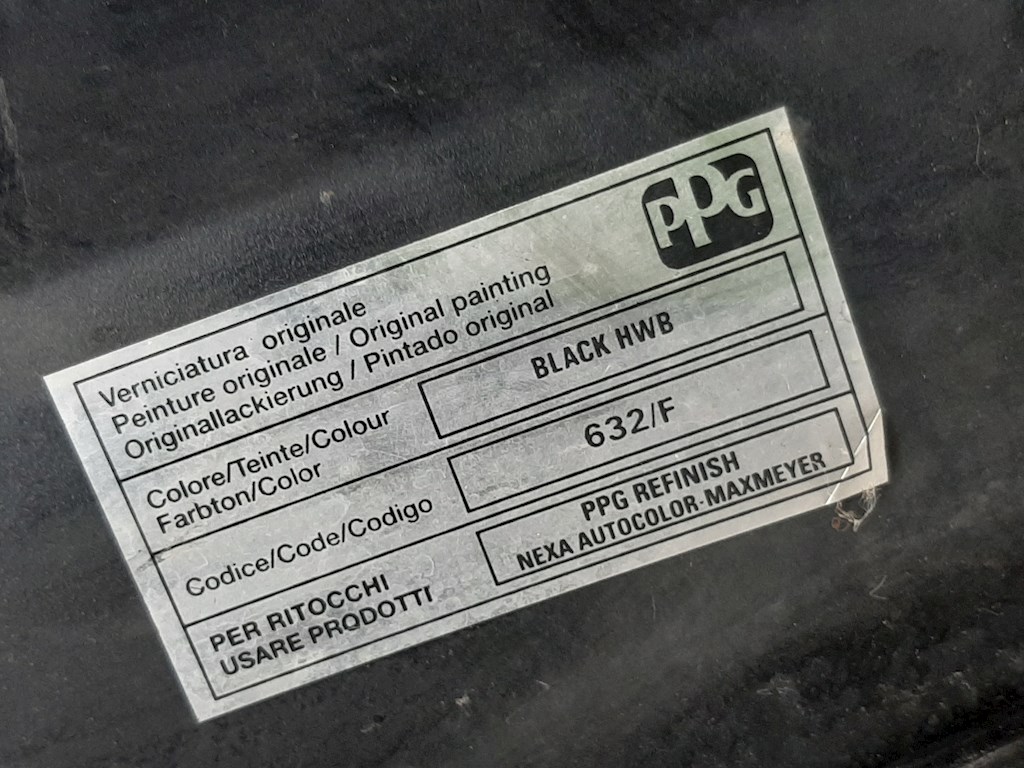 PPG
Verniciatura originale
Peinture originale / Original painting
Originallackierung / Pintado original
Colore/Teinte/Colour
Farbton/Color
BLACK HWB
Codice/Code/Codigo
632/F
PER RITOCCHI
USARE PRODOTTI
PPG REFINISH
NEXA AUTOCOLOR-MAXMEYER